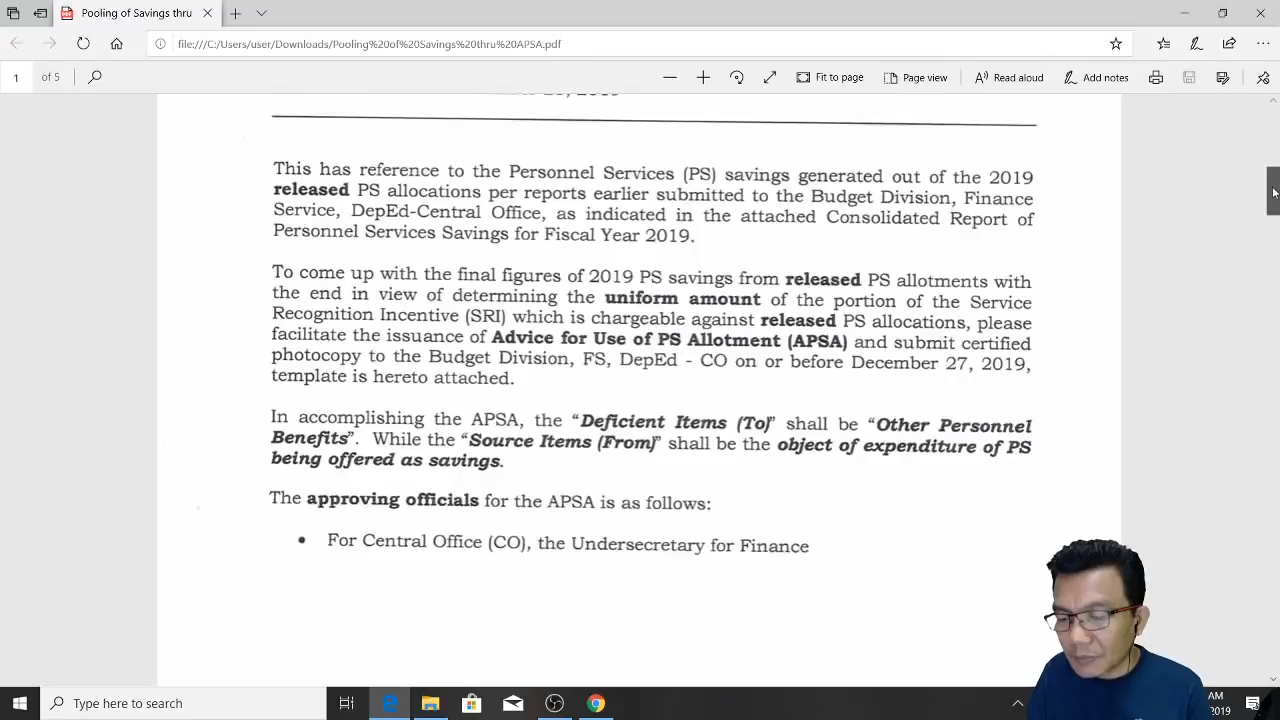 Pooling of Savings thru
file:///C:/Users/user/Downloads/Pooling%20of%20Savings%20thru%20APSA.pdf
1 of 5
Fit to page
Page view
Read aloud
Add notes
This has reference to the Personnel Services (PS) savings generated out of the 2019
released PS allocations per reports earlier submitted to the Budget Division, Finance
Service, DepEd-Central Office, as indicated in the attached Consolidated Report of
Personnel Services Savings for Fiscal Year 2019.
To come up with the final figures of 2019 PS savings from released PS allotments with
the end in view of determining the uniform amount of the portion of the Service
Recognition Incentive (SRI) which is chargeable against released PS allocations, please
facilitate the issuance of Advice for Use of PS Allotment (APSA) and submit certified
photocopy to the Budget Division, FS, DepEd - CO on or before December 27, 2019,
template is hereto attached.
In accomplishing the APSA, the “Deficient Items (To)” shall be “Other Personnel
Benefits”. While the “Source Items (From)” shall be the object of expenditure of PS
being offered as savings.
The approving officials for the APSA is as follows:
• For Central Office (CO), the Undersecretary for Finance
Type here to search
AM
2019